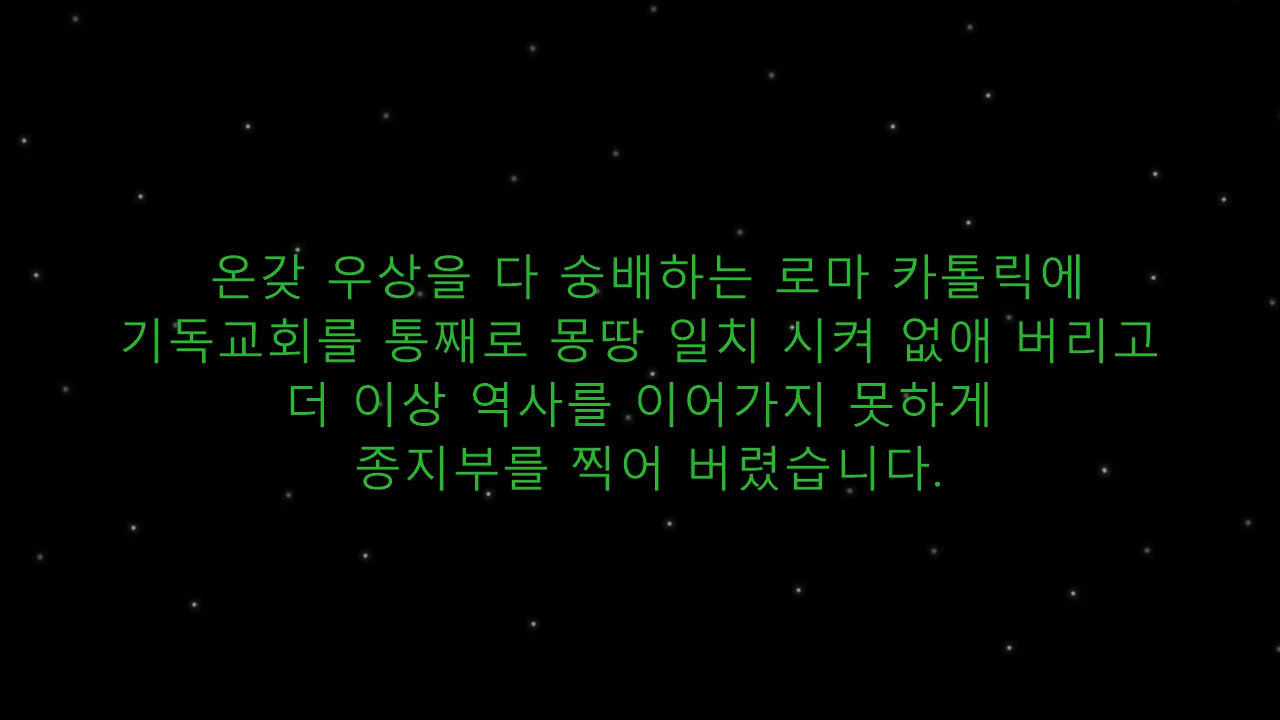 온갖 우상을 다 숭배하는 로마 카톨릭에
기독교회를 통째로 몽땅 일치 시켜 없애 버리고
더 이상 역사를 이어가지 못하게
종지부를 찍어 버렸습니다.